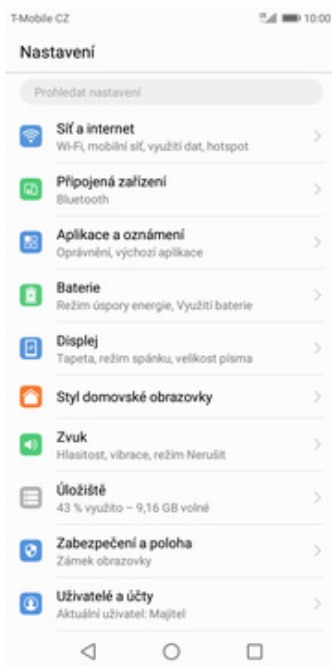 T-Mobile CZ 10:00
Nastavení
Prohledat nastavení
Síť a internet
Wi-Fi, mobilní síť, využití dat, hotspot
Připojená zařízení
Bluetooth
Aplikace a oznámení
Oprávnění, výchozí aplikace
Baterie
Režim úspory energie, Využití baterie
Displej
Tapeta, režim spánku, velikost písma
Styl domovské obrazovky
Zvuk
Hlasitost, vibrace, režim Nerušit
Úložiště
43 % využito – 9,16 GB volné
Zabezpečení a poloha
Zámek obrazovky
Uživatelé a účty
Aktuální uživatel: Majitel